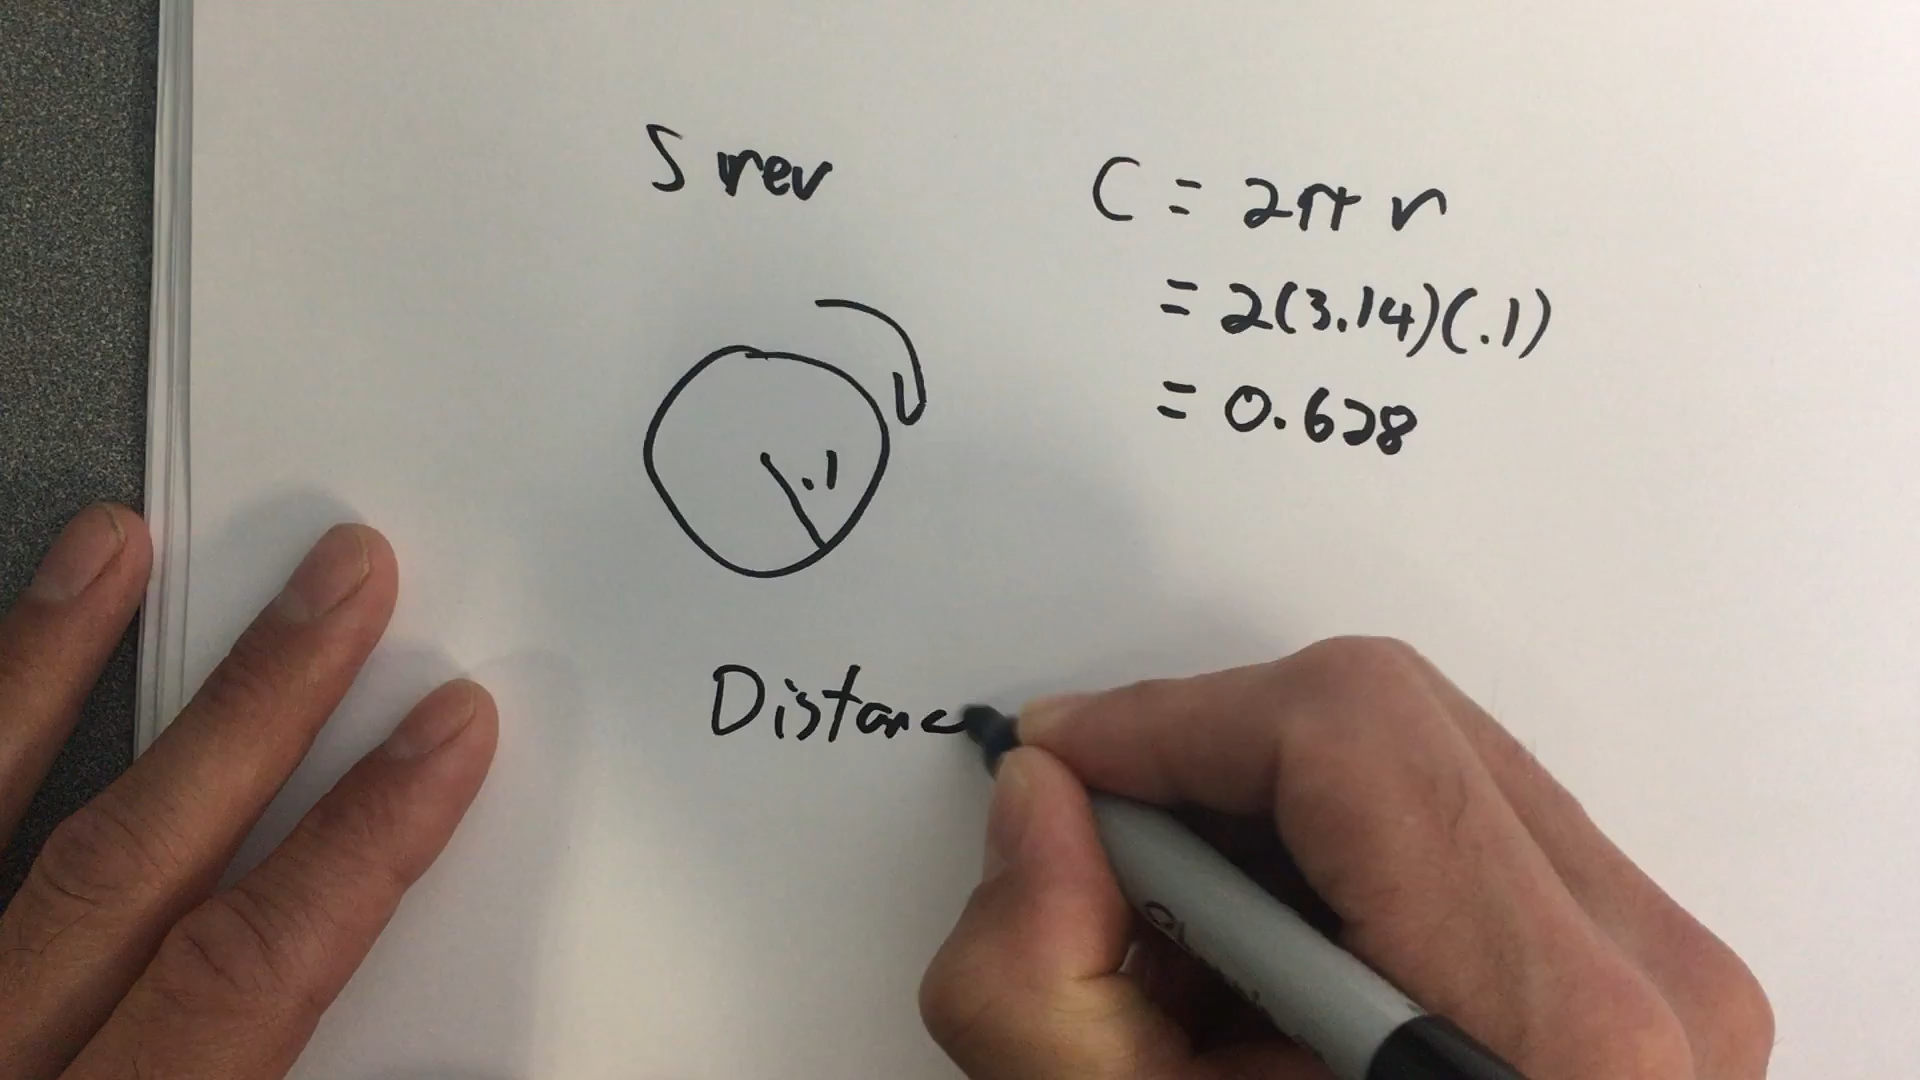 5 rev
C = 2π r
= 2(3.14)(.1)
= 0.628
.1
Distanc